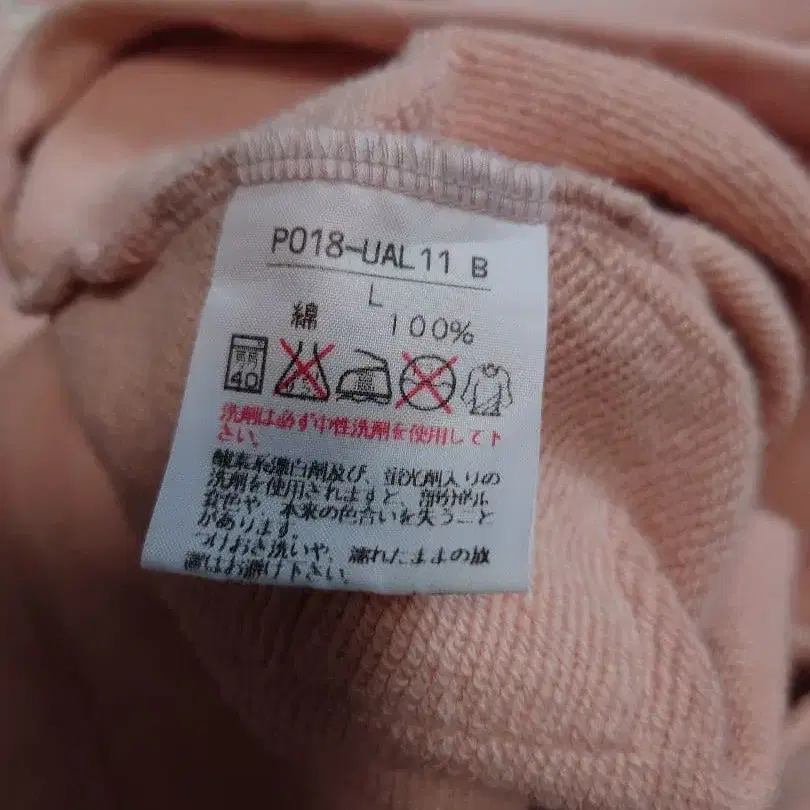 P018-UAL11 B
L
綿 100%
40
洗剤は必ず中性洗剤を使用して下
さい。
酸素系漂白剤及び、蛍光剤入りの
洗剤を使用されますと、部分的に
変色や、本来の色合いを失うこと
があります。
つけおき洗いや、濡れたままの放
置はお避け下さい。